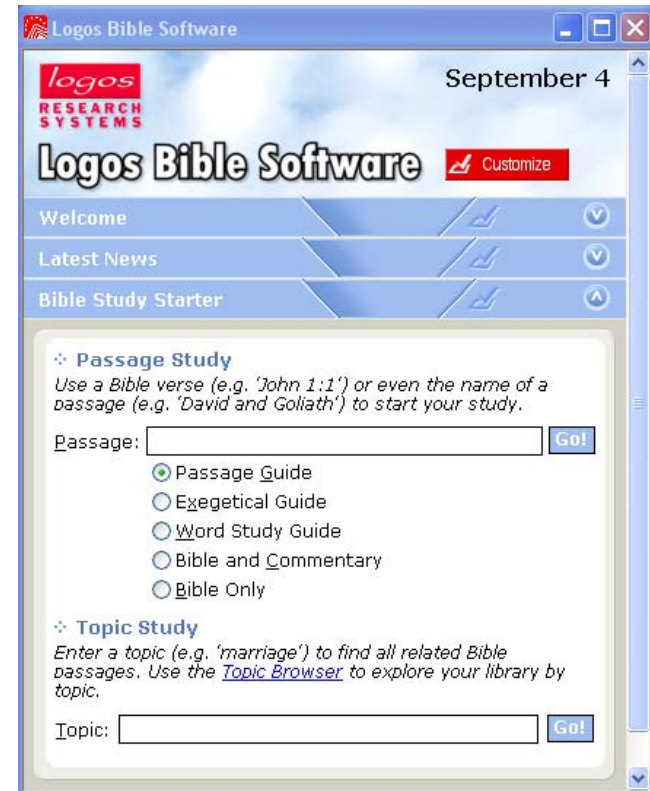 Logos Bible Software
logos
RESEARCH
SYSTEMS
September 4
Logos Bible Software
Customize
Welcome
Latest News
Bible Study Starter
Passage Study
Use a Bible verse (e.g. 'John 1:1') or even the name of a
passage (e.g. 'David and Goliath') to start your study.
Passage: Go!
Passage Guide
Exegetical Guide
Word Study Guide
Bible and Commentary
Bible Only
Topic Study
Enter a topic (e.g. 'marriage') to find all related Bible
passages. Use the Topic Browser to explore your library by
topic.
Topic: Go!